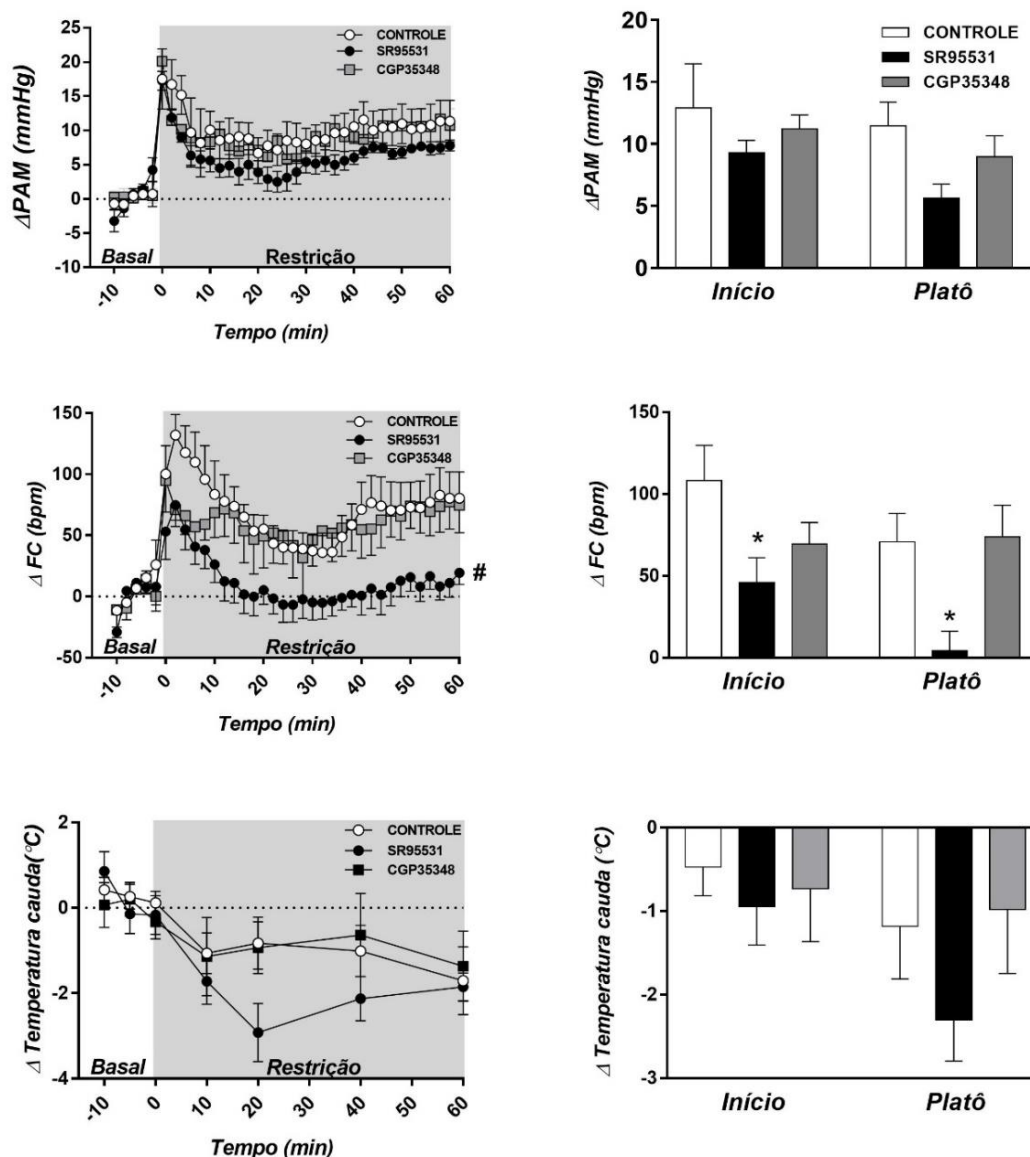 ΔPAM (mmHg)
25
20
15
10
5
0
-5
-10
CONTROLE
SR95531
CGP35348
Basal
Restrição
-10
0
10
20
30
40
50
60
Tempo (min)
ΔPAM (mmHg)
20
15
10
5
0
CONTROLE
SR95531
CGP35348
Início
Platô
Δ FC (bpm)
150
100
50
0
-50
CONTROLE
SR95531
CGP35348
#
Basal
Restrição
-10
0
10
20
30
40
50
60
Tempo (min)
Δ FC (bpm)
150
100
50
0
*
*
Início
Platô
Δ Temperatura cauda(°C)
2
0
-2
-4
CONTROLE
SR95531
CGP35348
Basal
Restrição
-10
0
10
20
30
40
50
60
Tempo (min)
Δ Temperatura cauda (°C)
0
-1
-2
-3
Início
Platô